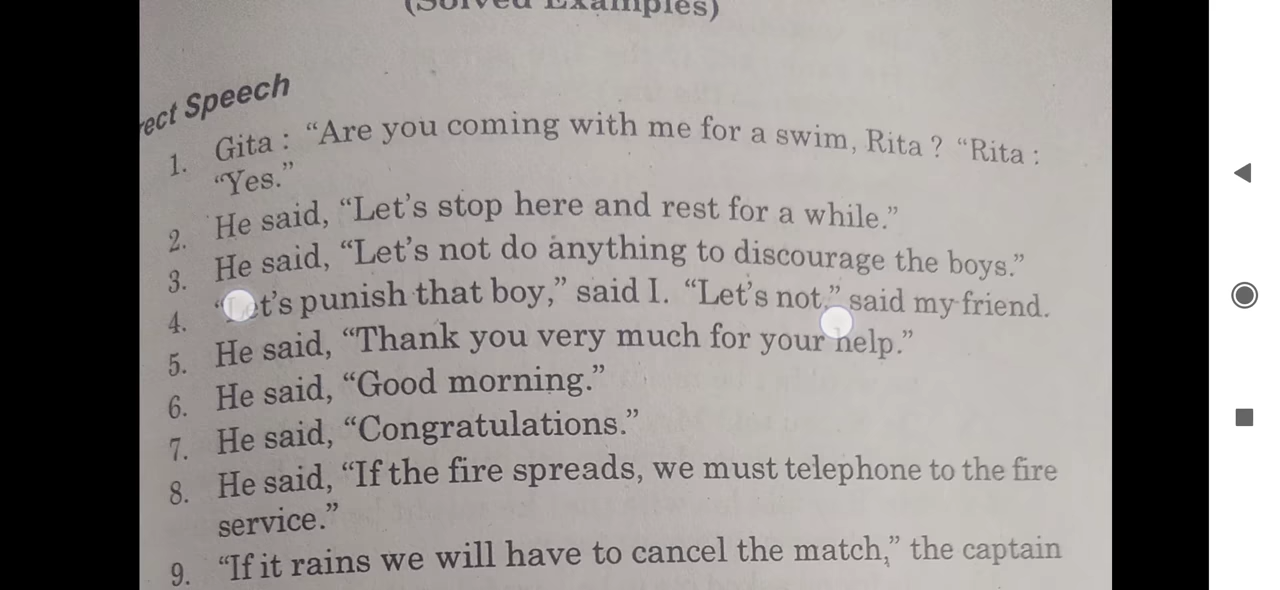 (Solved Examples)
rect Speech
1. Gita : “Are you coming with me for a swim, Rita ? “Rita :
“Yes.”
2. He said, “Let’s stop here and rest for a while.”
3. He said, “Let’s not do anything to discourage the boys.”
4. “Let’s punish that boy,” said I. “Let’s not,” said my friend.
5. He said, “Thank you very much for your help.”
6. He said, “Good morning.”
7. He said, “Congratulations.”
8. He said, “If the fire spreads, we must telephone to the fire
service.”
9. “If it rains we will have to cancel the match,” the captain